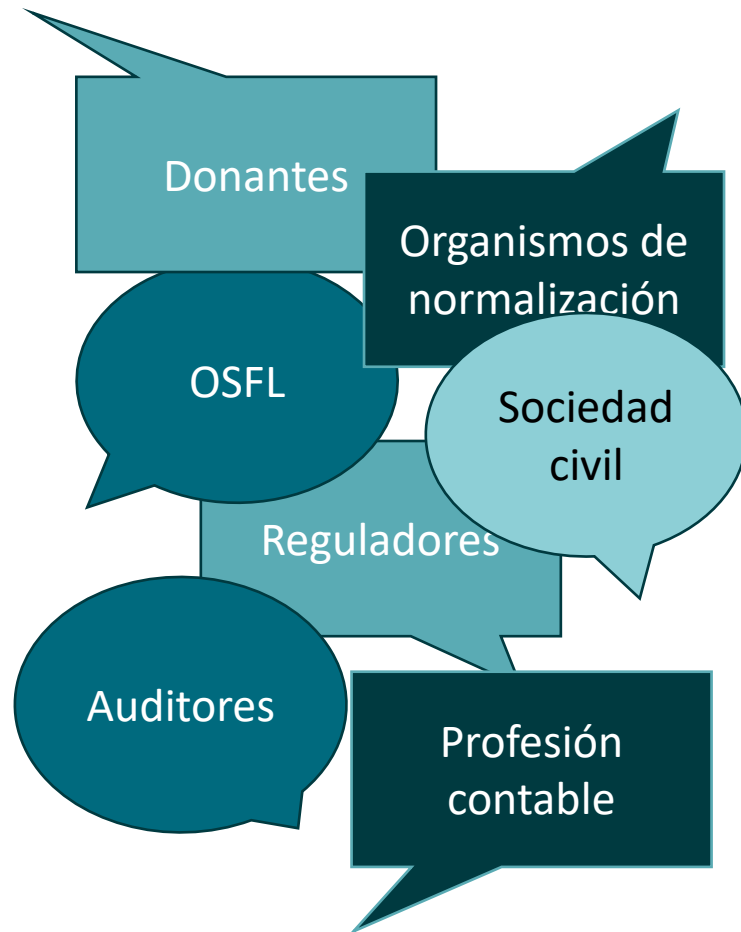 Donantes
Organismos de
normalización
OSFL
Sociedad
civil
Reguladores
Auditores
Profesión
contable